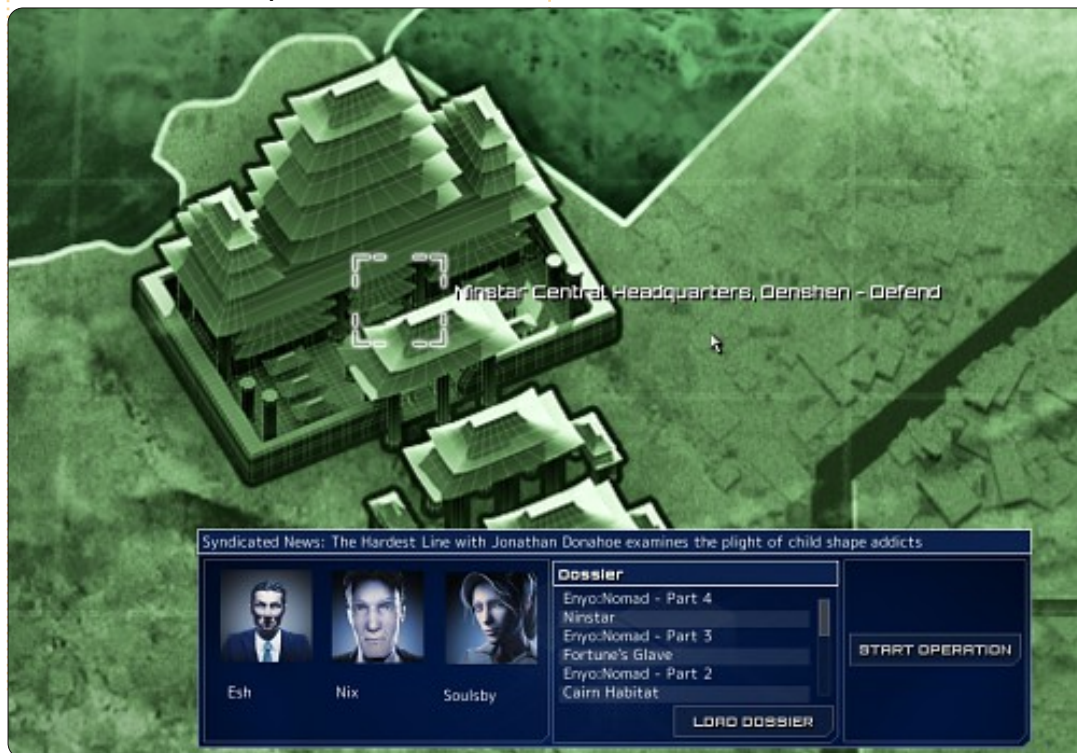 Ninstar Central Headquarters, Denshen - Defend
Syndicated News: The Hardest Line with Jonathan Donahoe examines the plight of child shape addicts
Esh
Nix
Soulsby
Dossier
Enyo:Nomad - Part 4
Ninstar
Enyo:Nomad - Part 3
Fortune's Glave
Enyo:Nomad - Part 2
Cairn Habitat
LOAD DOSSIER
START OPERATION